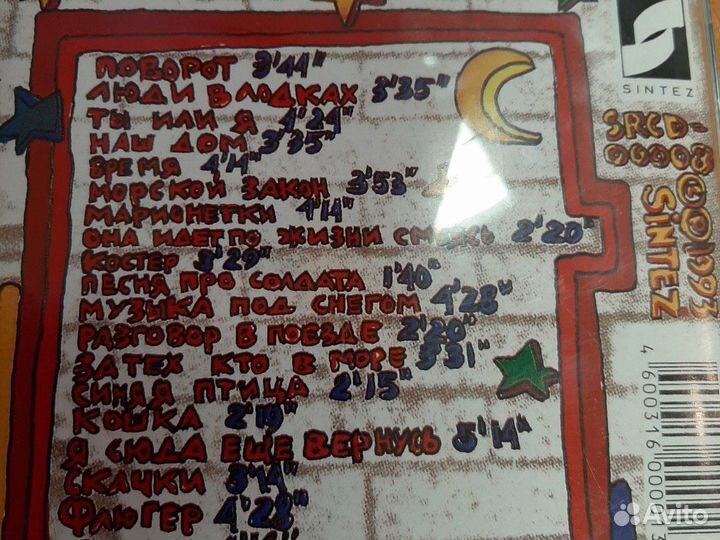 ПОВОРОТ 3'44"
ЛЮДИ В ЛОДКАХ 3'35"
ТЫ ИЛИ Я 4'24"
НАШ ДОМ 3'35"
ВРЕМЯ 4'14"
МОРСКОЙ ЗАКОН 3'53"
МАРИОНЕТКИ 4'14"
ОНА ИДЕТ ПО ЖИЗНИ СМЕЯСЬ 2'20"
КОСТЕР 3'29"
ПЕСНЯ ПРО СОЛДАТА 1'40"
МУЗЫКА ПОД СНЕГОМ 4'28"
РАЗГОВОР В ПОЕЗДЕ 2'20"
ЗА ТЕХ КТО В МОРЕ 3'31"
СИНЯЯ ПТИЦА 2'15"
КОШКА 2'19"
Я СЮДА ЕЩЕ ВЕРНУСЬ 5'14"
СКАЧКИ 3'14"
ФЛЮГЕР 4'28"
SINTEZ
SRCD-
00008 © ℗ 1993
SINTEZ
4 600316 000
Avito